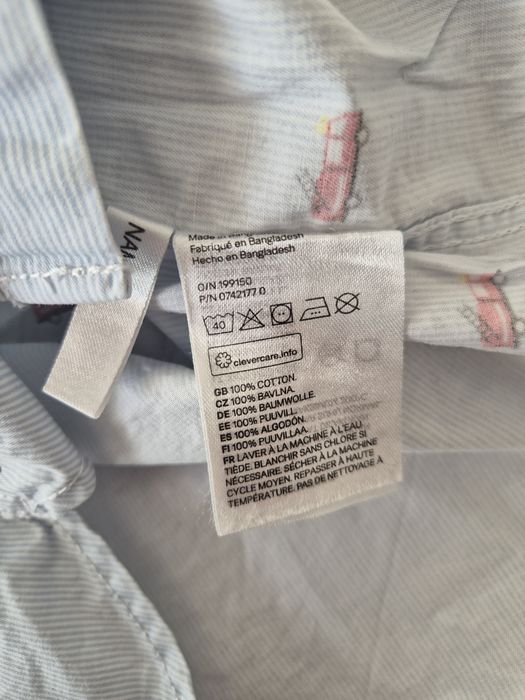 Made in
Fabriqué en Bangladesh
Hecho en Bangladesh
O/N 199150
P/N 0742177 0
40
clevercare.info
GB 100% COTTON.
CZ 100% BAVLNA.
DE 100% BAUMWOLLE.
EE 100% PUUVILL.
ES 100% ALGODÓN.
FI 100% PUUVILLAA.
FR LAVER À LA MACHINE À L'EAU
TIÈDE. BLANCHIR SANS CHLORE SI
NÉCESSAIRE. SÉCHER À LA MACHINE
CYCLE MOYEN. REPASSER À HAUTE
TEMPÉRATURE. PAS DE NETTOYAGE À
NAM